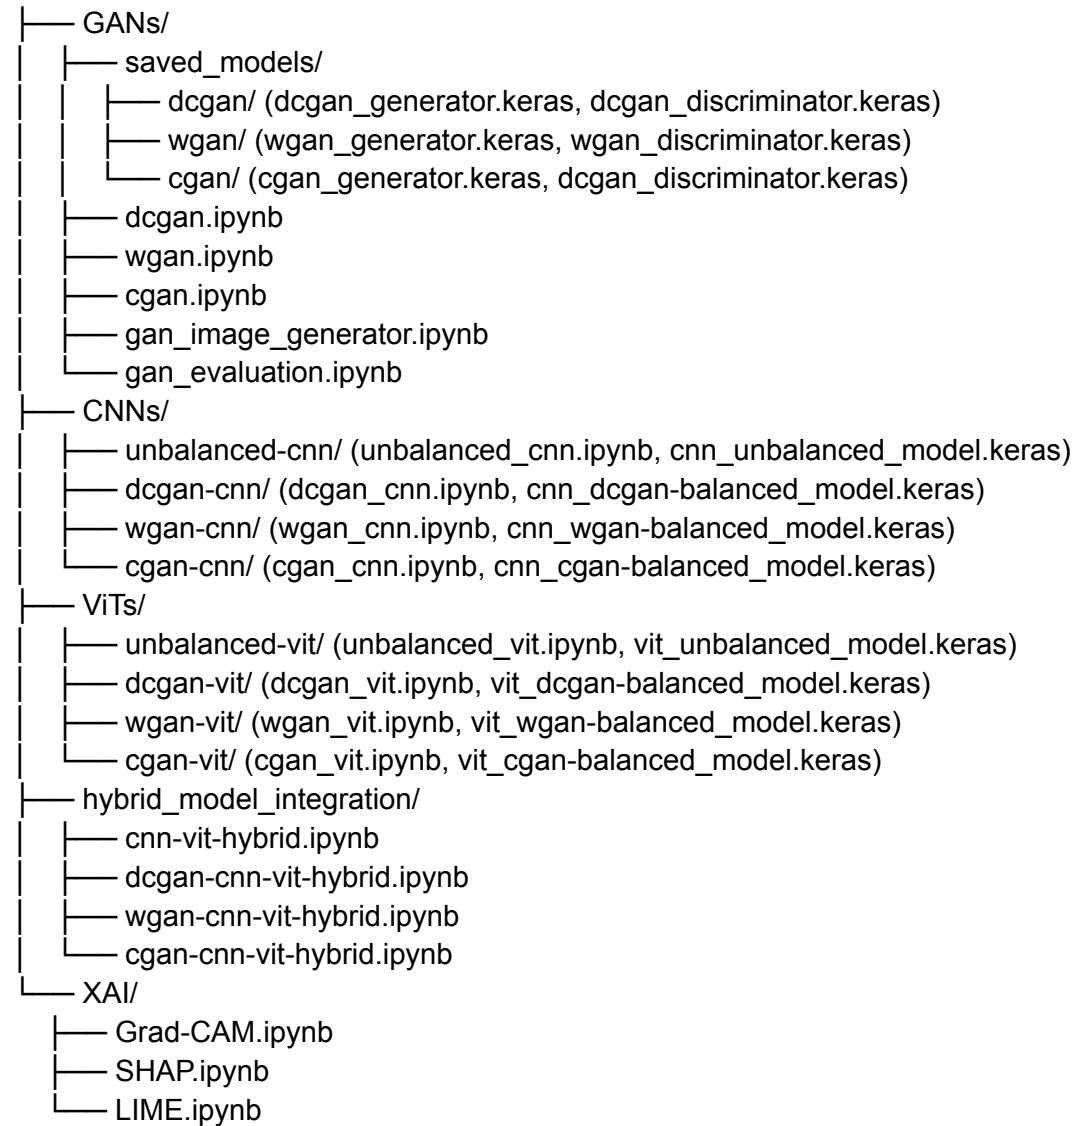 ├── GANs/
│   ├── saved_models/
│   │   ├── dcgan/ (dcgan_generator.keras, dcgan_discriminator.keras)
│   │   ├── wgan/ (wgan_generator.keras, wgan_discriminator.keras)
│   │   └── cgan/ (cgan_generator.keras, dcgan_discriminator.keras)
│   ├── dcgan.ipynb
│   ├── wgan.ipynb
│   ├── cgan.ipynb
│   ├── gan_image_generator.ipynb
│   └── gan_evaluation.ipynb
├── CNNs/
│   ├── unbalanced-cnn/ (unbalanced_cnn.ipynb, cnn_unbalanced_model.keras)
│   ├── dcgan-cnn/ (dcgan_cnn.ipynb, cnn_dcgan-balanced_model.keras)
│   ├── wgan-cnn/ (wgan_cnn.ipynb, cnn_wgan-balanced_model.keras)
│   └── cgan-cnn/ (cgan_cnn.ipynb, cnn_cgan-balanced_model.keras)
├── ViTs/
│   ├── unbalanced-vit/ (unbalanced_vit.ipynb, vit_unbalanced_model.keras)
│   ├── dcgan-vit/ (dcgan_vit.ipynb, vit_dcgan-balanced_model.keras)
│   ├── wgan-vit/ (wgan_vit.ipynb, vit_wgan-balanced_model.keras)
│   └── cgan-vit/ (cgan_vit.ipynb, vit_cgan-balanced_model.keras)
├── hybrid_model_integration/
│   ├── cnn-vit-hybrid.ipynb
│   ├── dcgan-cnn-vit-hybrid.ipynb
│   ├── wgan-cnn-vit-hybrid.ipynb
│   └── cgan-cnn-vit-hybrid.ipynb
└── XAI/
    ├── Grad-CAM.ipynb
    ├── SHAP.ipynb
    └── LIME.ipynb